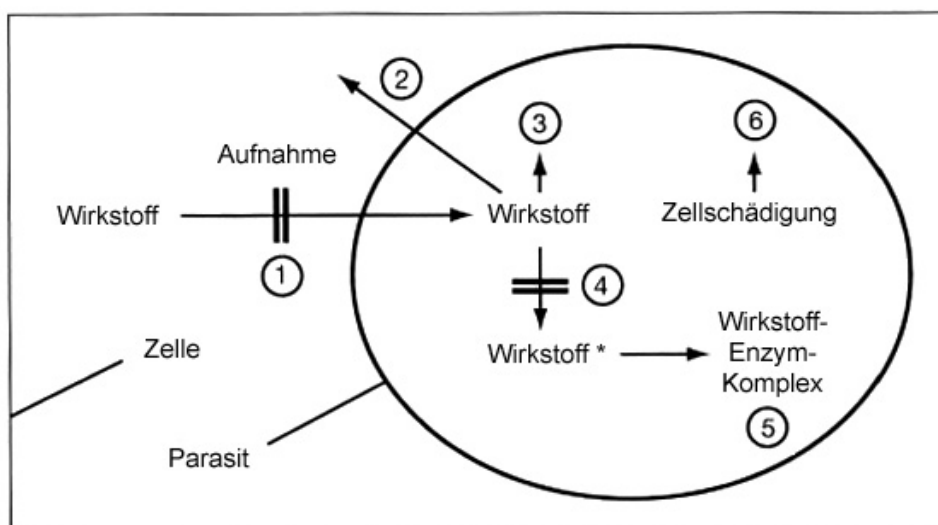 ②
③
⑥
Aufnahme
Wirkstoff
Wirkstoff
Zellschädigung
①
④
Zelle
Wirkstoff *
Wirkstoff-
Enzym-
Komplex
⑤
Parasit